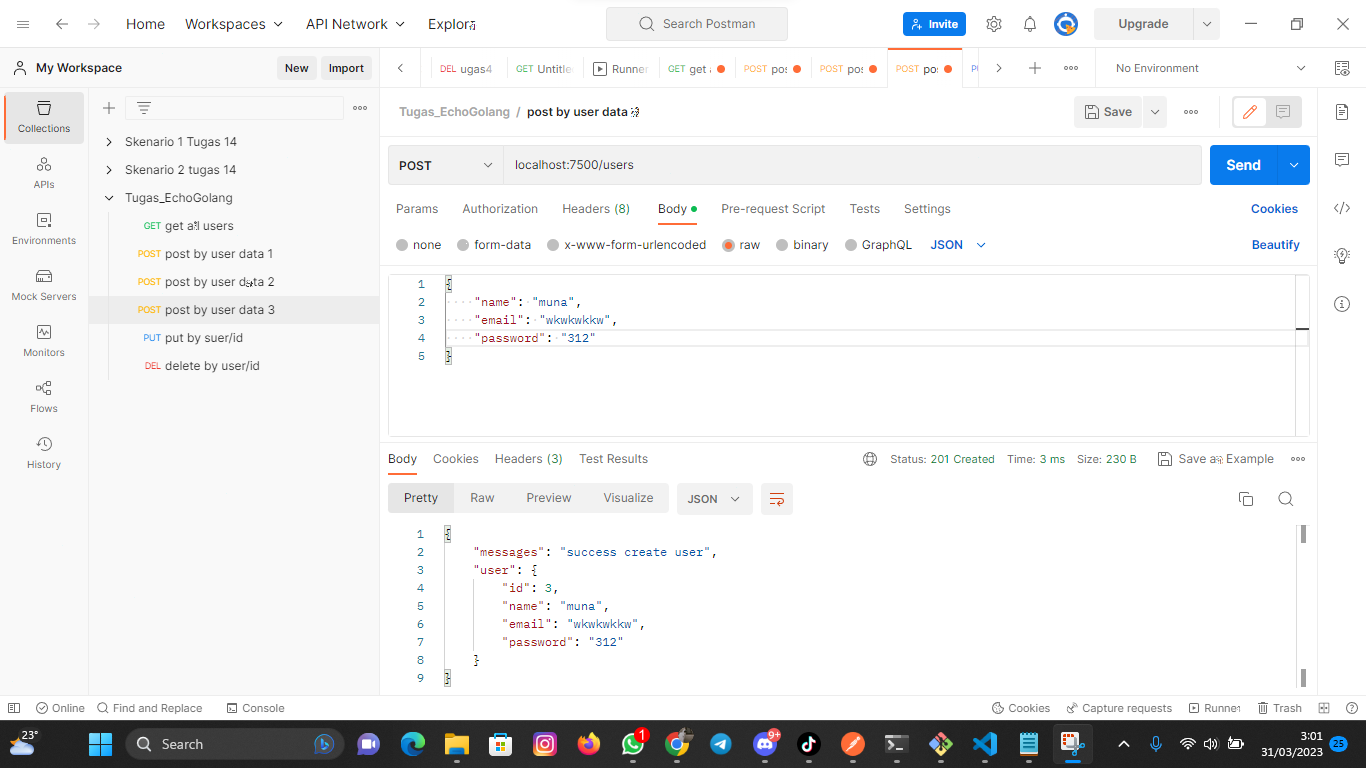 Home Workspaces API Network Explore Search Postman Invite Upgrade
My Workspace New Import DEL ugas4 GET Untitle Runner GET get a POST pos POST pos POST po No Environment
Collections
APIs
Environments
Mock Servers
Monitors
Flows
History
Skenario 1 Tugas 14
Skenario 2 tugas 14
Tugas_EchoGolang
GET get all users
POST post by user data 1
POST post by user data 2
POST post by user data 3
PUT put by suer/id
DEL delete by user/id
Tugas_EchoGolang / post by user data Save
POST localhost:7500/users Send
Params Authorization Headers (8) Body Pre-request Script Tests Settings Cookies
none form-data x-www-form-urlencoded raw binary GraphQL JSON Beautify
1 {
2 "name": "muna",
3 "email": "wkwkwkkw",
4 "password": "312"
5 }
Body Cookies Headers (3) Test Results Status: 201 Created Time: 3 ms Size: 230 B Save as Example
Pretty Raw Preview Visualize JSON
1 {
2 "messages": "success create user",
3 "user": {
4 "id": 3,
5 "name": "muna",
6 "email": "wkwkwkkw",
7 "password": "312"
8 }
9 }
Online Find and Replace Console Cookies Capture requests Runner Trash
23° Search 1 9+ 3:01
31/03/2023 25